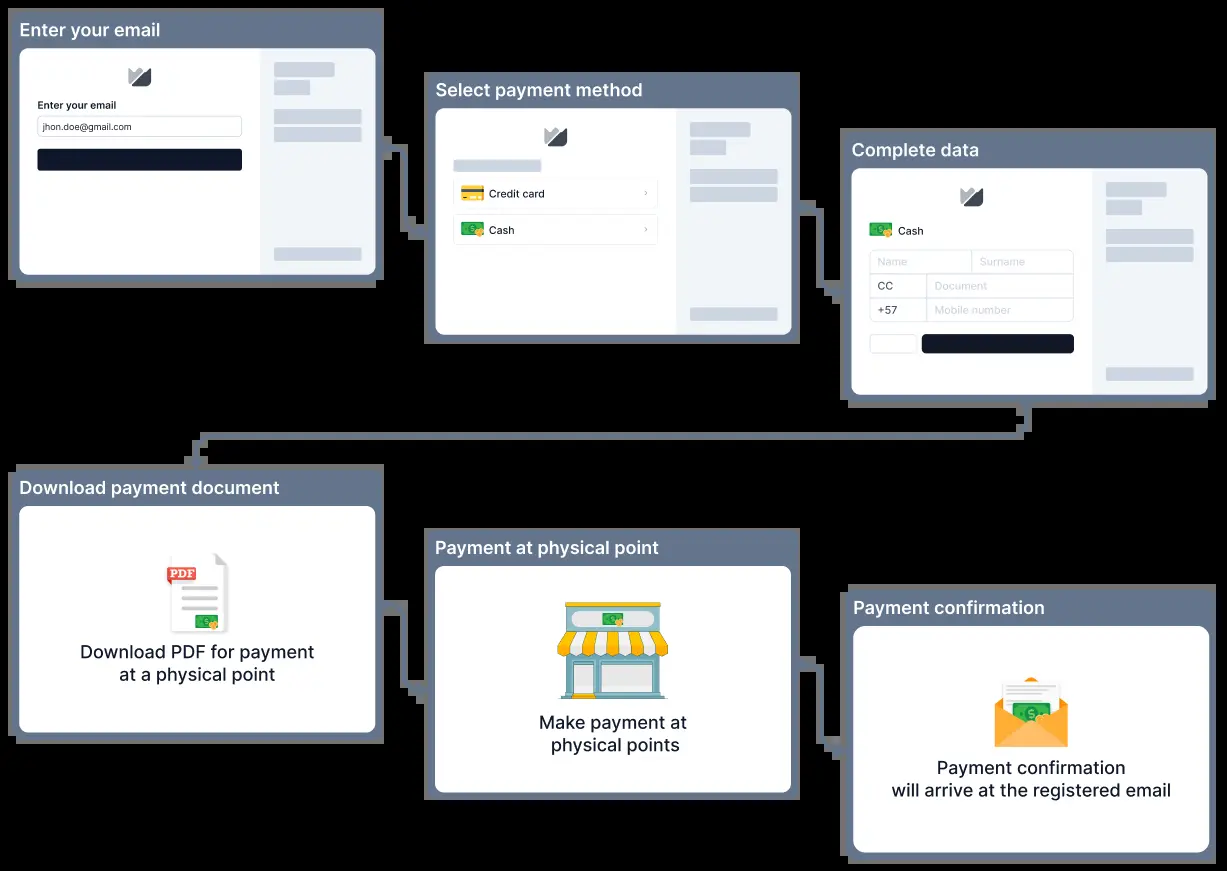 Enter your email
Enter your email
jhon.doe@gmail.com
Select payment method
Credit card
Cash
Complete data
Cash
Name Surname
CC Document
+57 Mobile number
Download payment document
PDF
Download PDF for payment
at a physical point
Payment at physical point
Make payment at
physical points
Payment confirmation
Payment confirmation
will arrive at the registered email